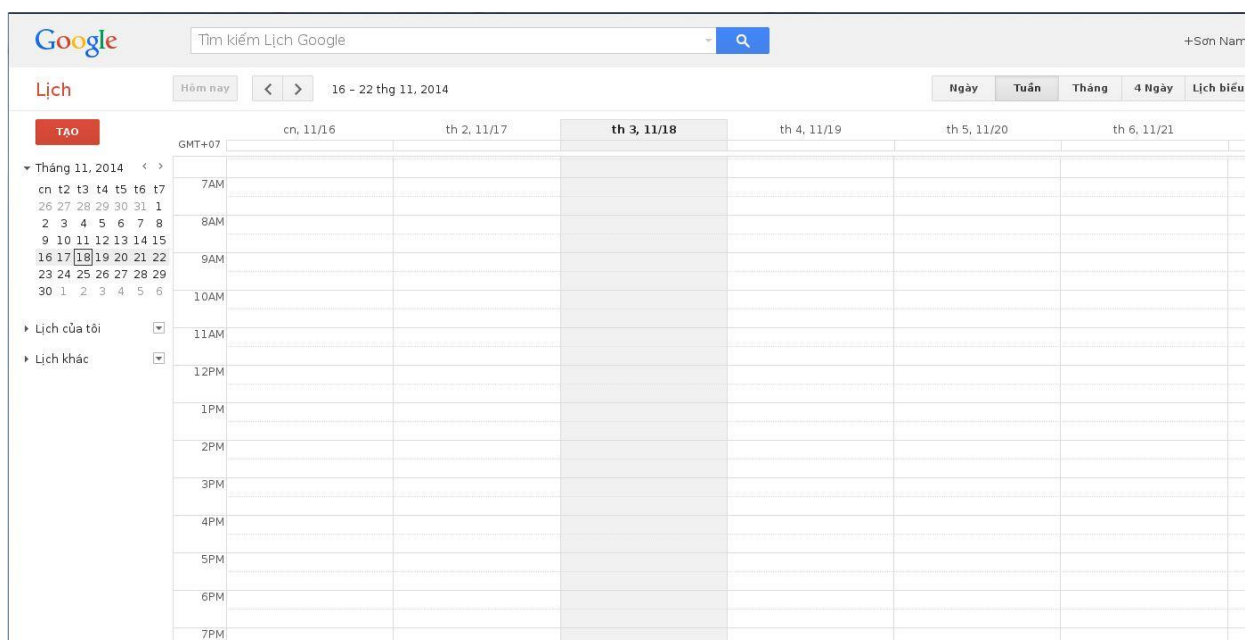 Google Tìm kiếm Lịch Google +Sơn Nam
Lịch Hôm nay 16 – 22 thg 11, 2014 Ngày Tuần Tháng 4 Ngày Lịch biểu
TẠO
cn, 11/16 th 2, 11/17 th 3, 11/18 th 4, 11/19 th 5, 11/20 th 6, 11/21
GMT+07
Tháng 11, 2014
cn t2 t3 t4 t5 t6 t7
26 27 28 29 30 31 1
2 3 4 5 6 7 8
9 10 11 12 13 14 15
16 17 18 19 20 21 22
23 24 25 26 27 28 29
30 1 2 3 4 5 6
Lịch của tôi
Lịch khác
7AM
8AM
9AM
10AM
11AM
12PM
1PM
2PM
3PM
4PM
5PM
6PM
7PM